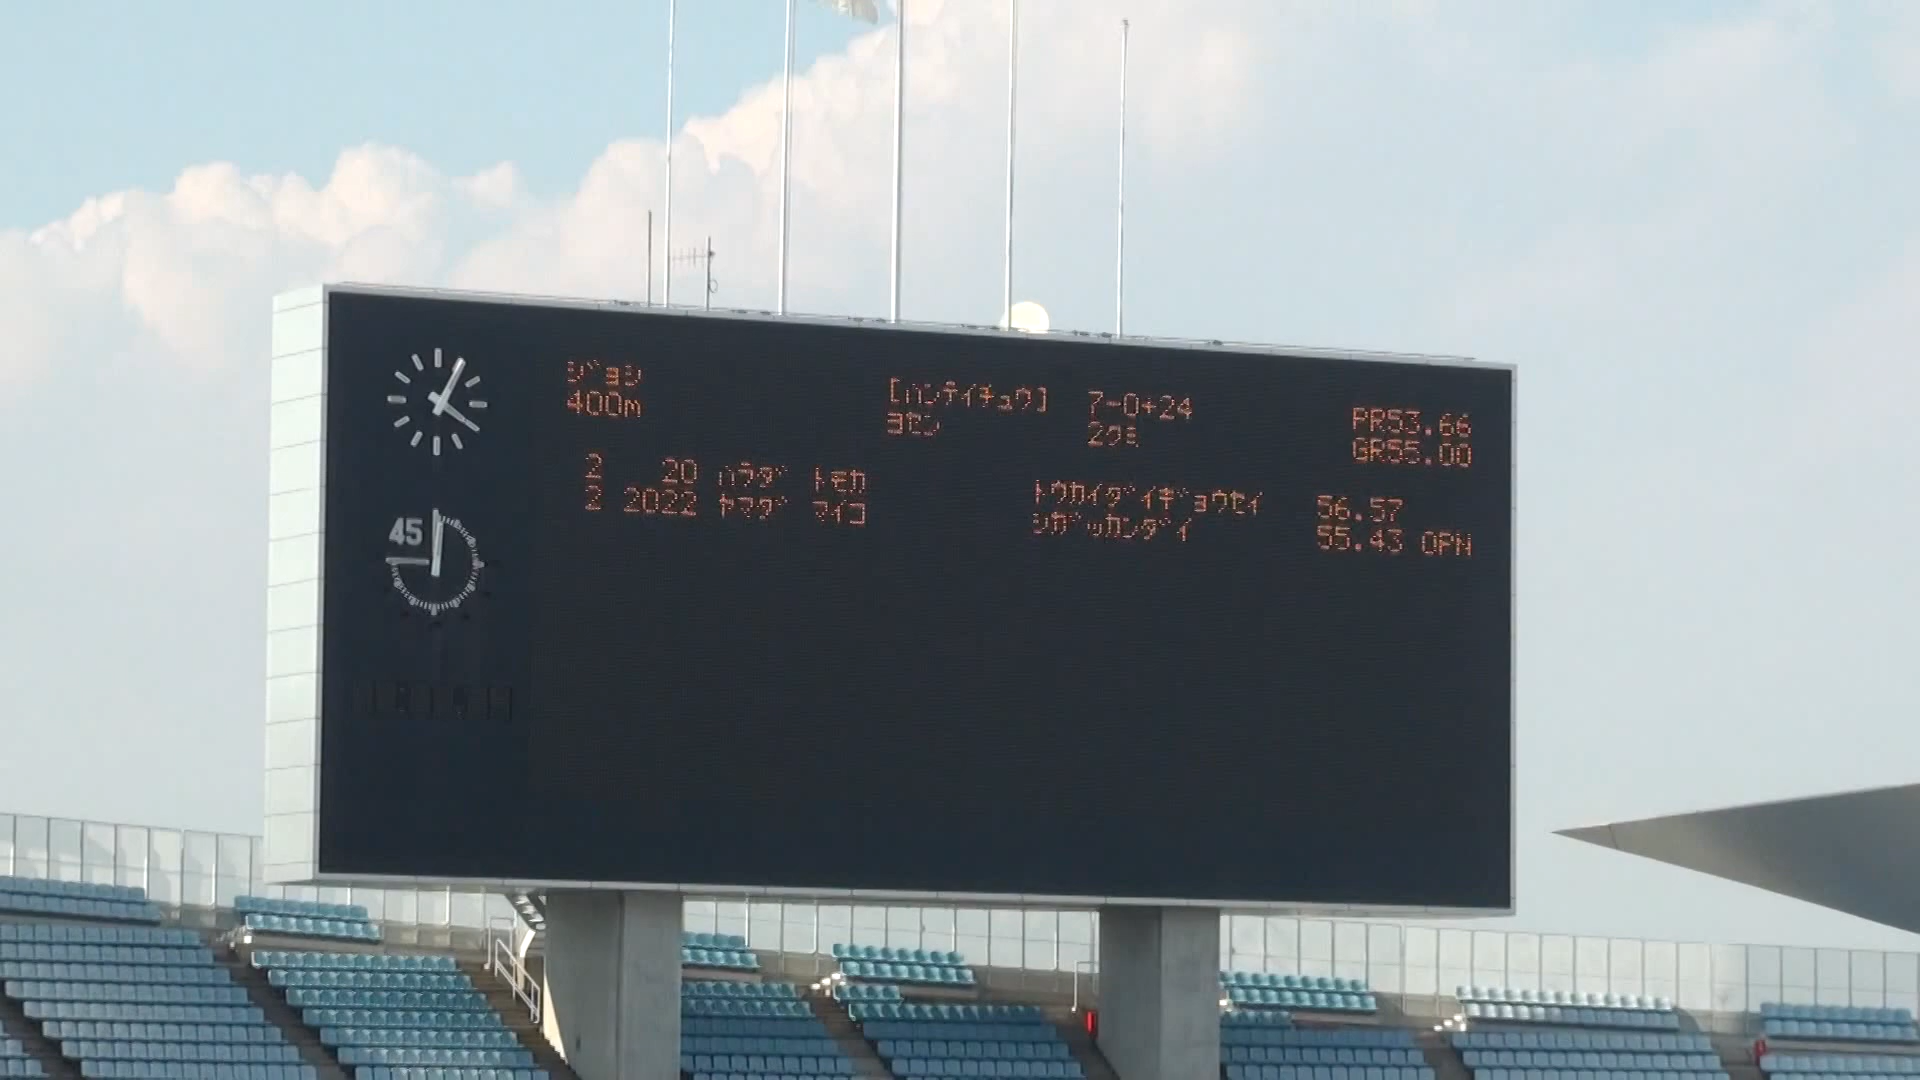 ジョシ [ハンテイチュウ] 7-0+24 PR53.66
400m ヨセン 2クミ GR55.00
2 20 ハラダ トモカ トウカイダイギョウセイ 56.57
2 2022 ヤマダ マイコ シガガッカンダイ 55.43 OPN
45